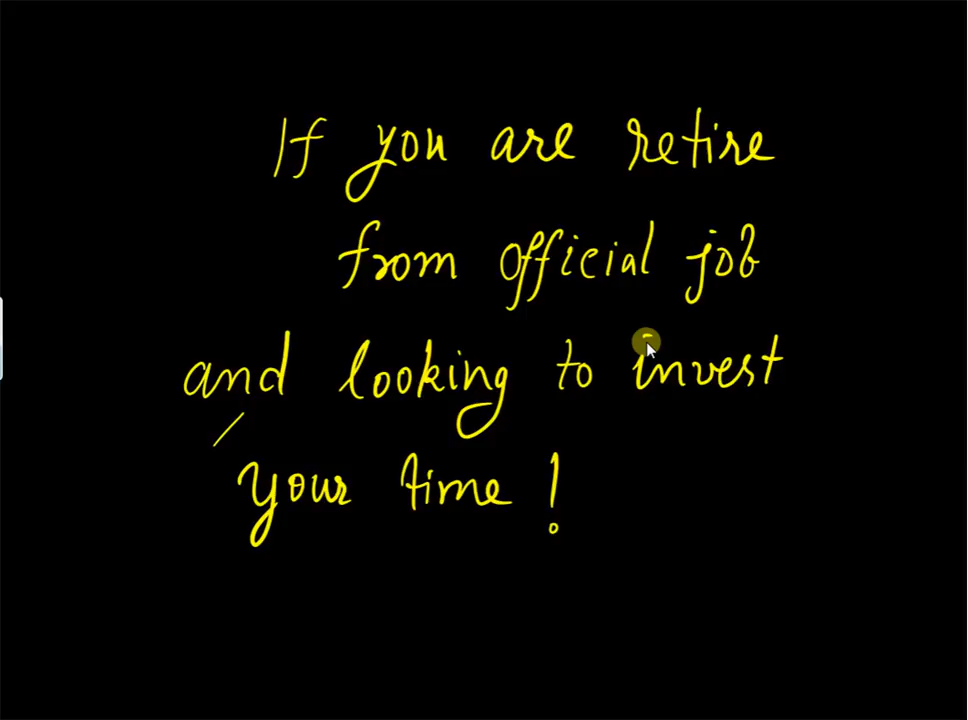 If you are retire
from official job
and looking to invest
your time !